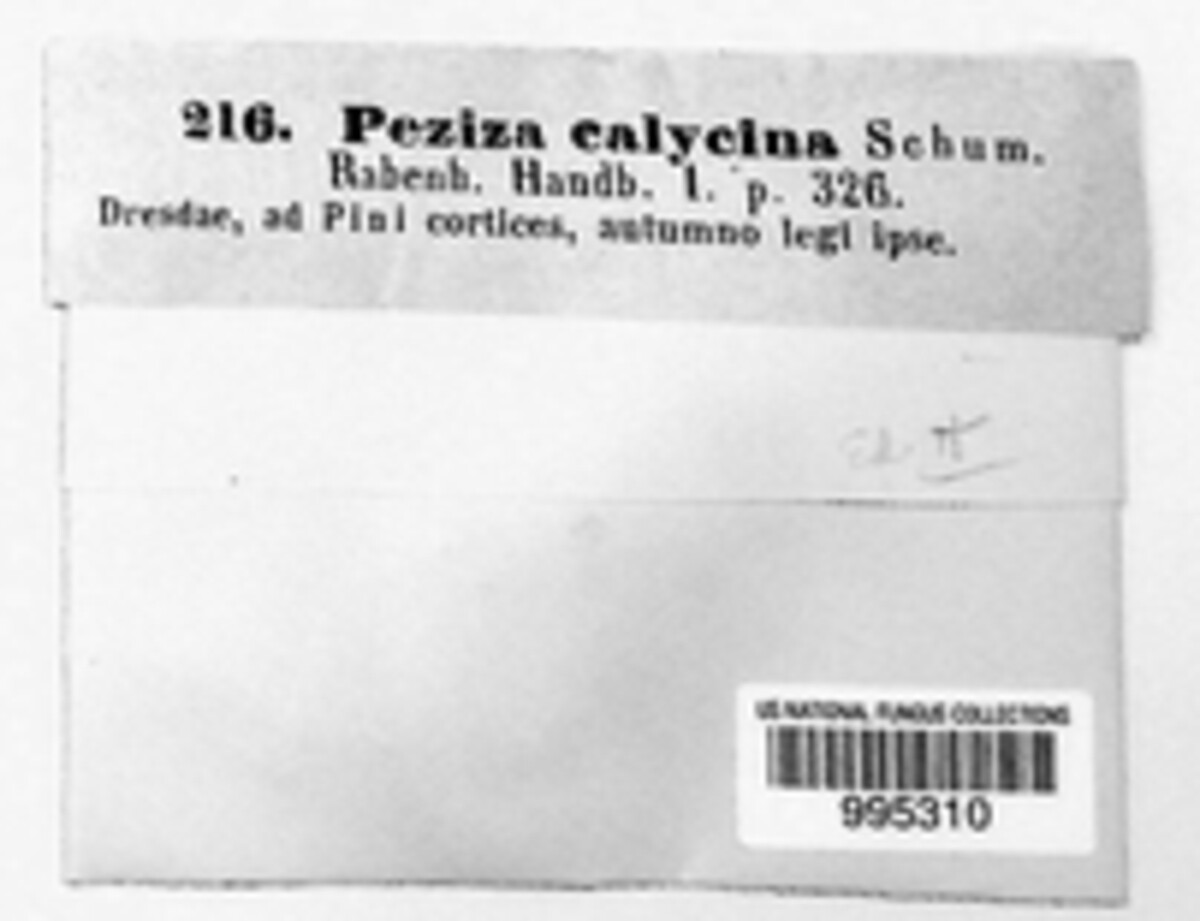 216. Peziza calycina Schum.
Rabenh. Handb. 1. p. 326.
Dresdae, ad Pini cortices, autumno legi ipse.
US NATIONAL FUNGUS COLLECTIONS
995310